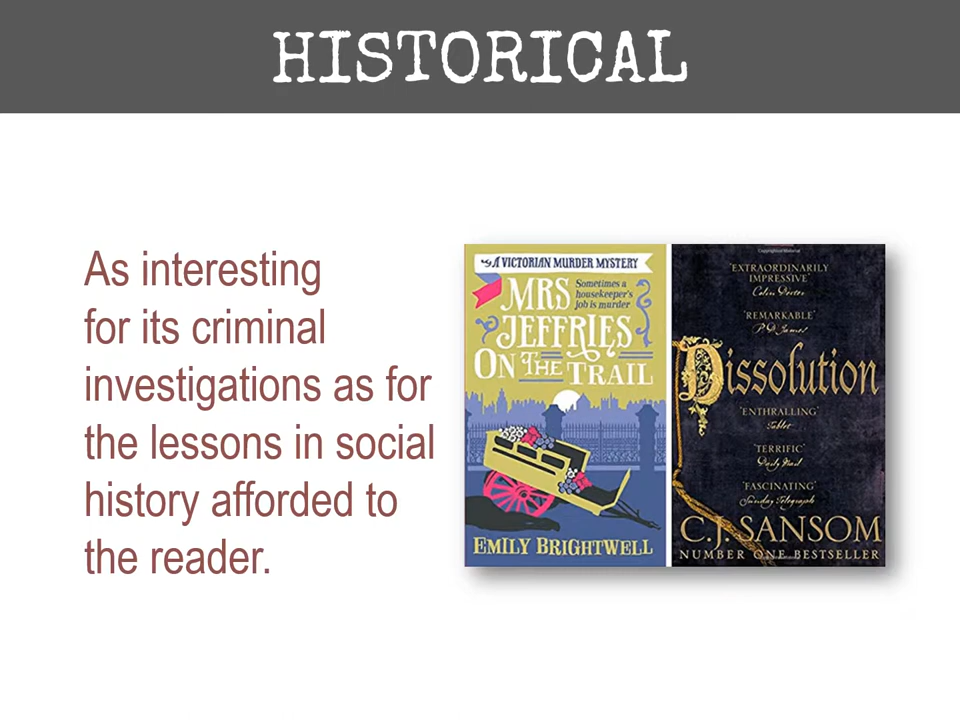 HISTORICAL
As interesting
for its criminal
investigations as for
the lessons in social
history afforded to
the reader.
A VICTORIAN MURDER MYSTERY
MRS
Sometimes a
housekeeper's
job is murder
JEFFRIES
ON THE TRAIL
EMILY BRIGHTWELL
'EXTRAORDINARILY
IMPRESSIVE'
Colin Dexter
'REMARKABLE'
P D James
Dissolution
'ENTHRALLING'
Tablet
'TERRIFIC'
Daily Mail
'FASCINATING'
Sunday Telegraph
C.J. SANSOM
NUMBER ONE BESTSELLER